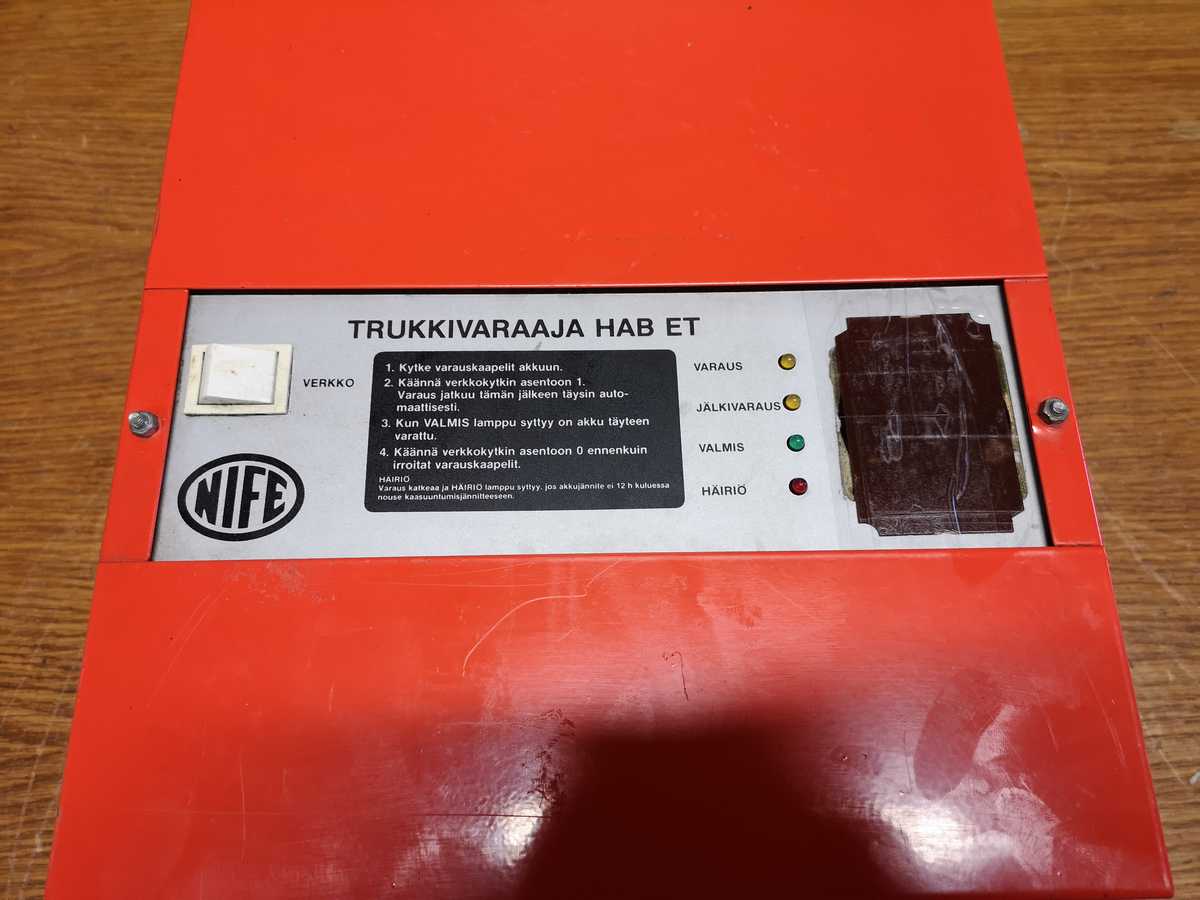 TRUKKIVARAAJA HAB ET
VERKKO
1. Kytke varauskaapelit akkuun.
2. Käännä verkkokytkin asentoon 1.
Varaus jatkuu tämän jälkeen täysin auto-
maattisesti.
3. Kun VALMIS lamppu syttyy on akku täyteen
varattu.
4. Käännä verkkokytkin asentoon 0 ennenkuin
irroitat varauskaapelit.
HÄIRIÖ
Varaus katkeaa ja HÄIRIÖ lamppu syttyy, jos akkujännite ei 12 h kuluessa
nouse kaasuuntumisjännitteeseen.
VARAUS
JÄLKIVARAUS
VALMIS
HÄIRIÖ
NIFE